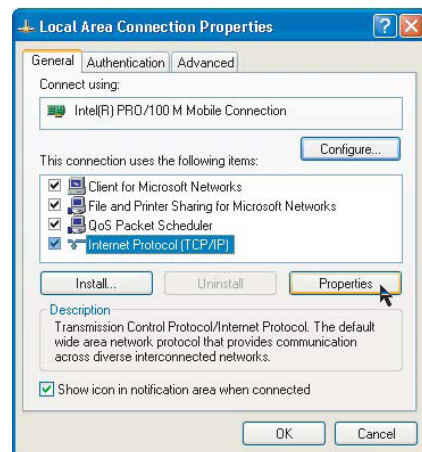 Local Area Connection Properties
General Authentication Advanced
Connect using:
Intel(R) PRO/100 M Mobile Connection
Configure...
This connection uses the following items:
Client for Microsoft Networks
File and Printer Sharing for Microsoft Networks
QoS Packet Scheduler
Internet Protocol (TCP/IP)
Install... Uninstall Properties
Description
Transmission Control Protocol/Internet Protocol. The default
wide area network protocol that provides communication
across diverse interconnected networks.
Show icon in notification area when connected
OK Cancel